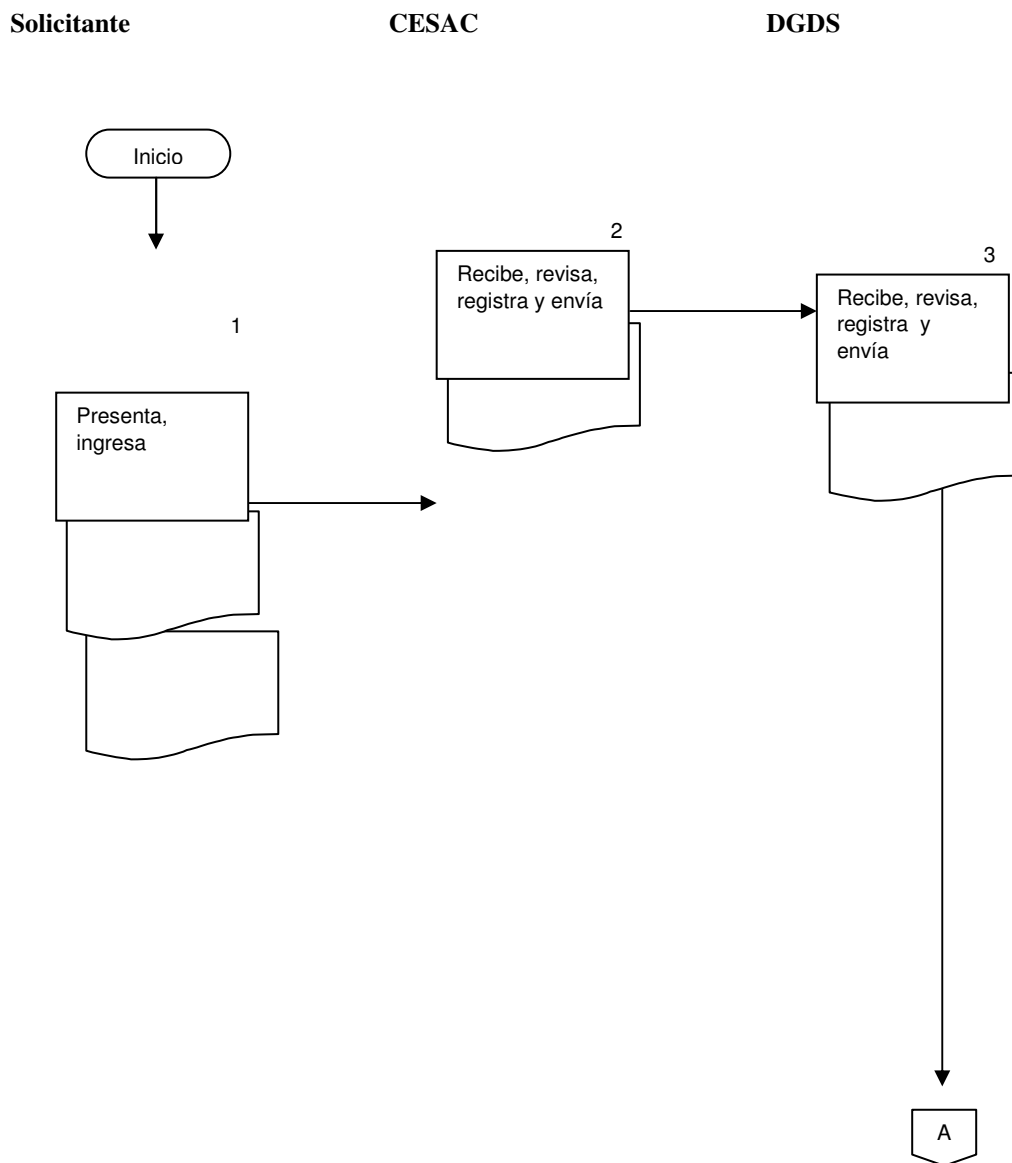 Solicitante CESAC DGDS
Inicio
1
Presenta,
ingresa
2
Recibe, revisa,
registra y envía
3
Recibe, revisa,
registra y
envía
A